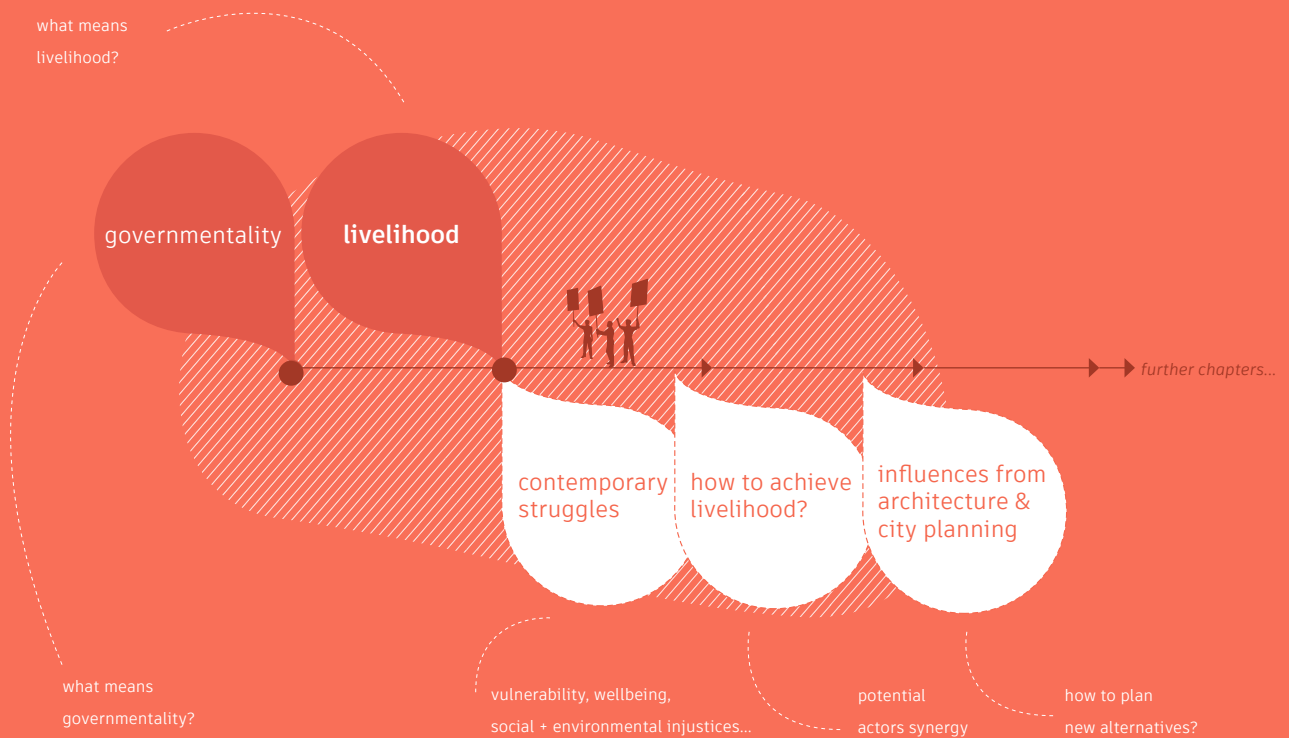 what means
livelihood?
governmentality
livelihood
further chapters...
contemporary
struggles
how to achieve
livelihood?
influences from
architecture &
city planning
what means
governmentality?
vulnerability, wellbeing,
social + environmental injustices...
potential
actors synergy
how to plan
new alternatives?